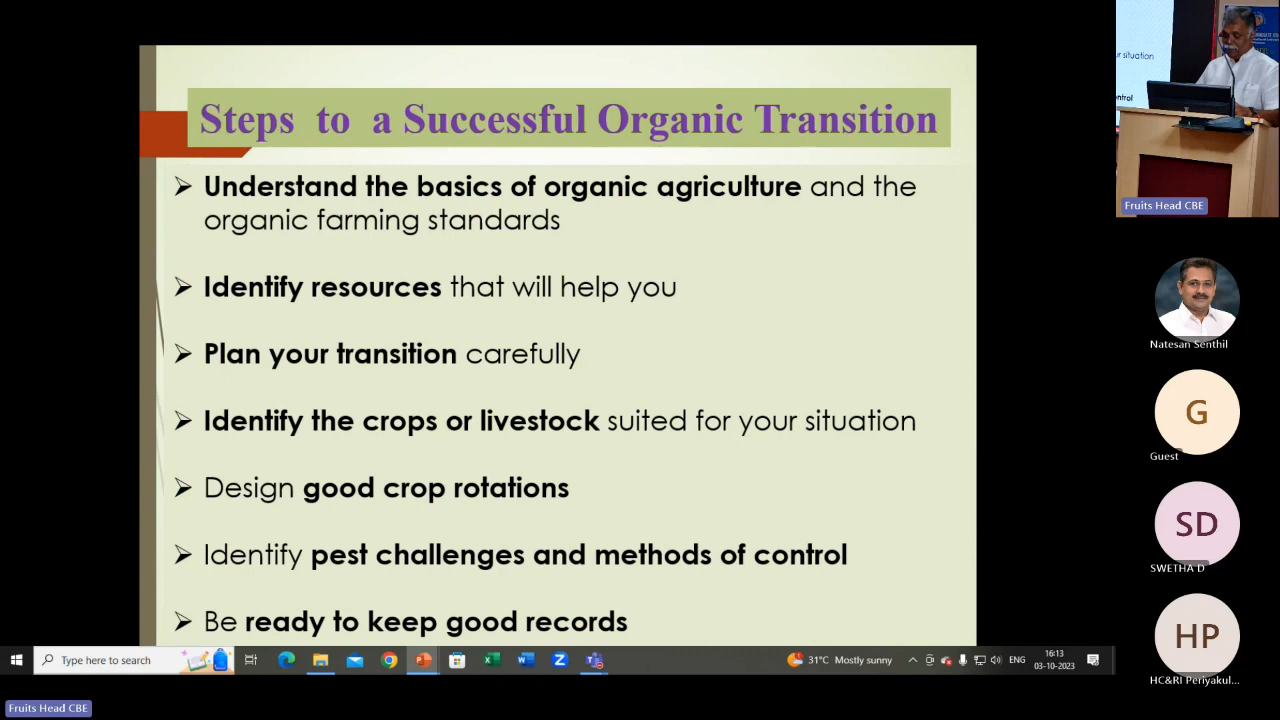 Steps to a Successful Organic Transition
➢ Understand the basics of organic agriculture and the
organic farming standards
➢ Identify resources that will help you
➢ Plan your transition carefully
➢ Identify the crops or livestock suited for your situation
➢ Design good crop rotations
➢ Identify pest challenges and methods of control
➢ Be ready to keep good records
Type here to search
31°C Mostly sunny
ENG
16:13
03-10-2023
Fruits Head CBE
r situation
ntrol
Fruits Head CBE
Natesan Senthil
G
Guest
SD
SWETHA D
HP
HC&RI Periyakul...